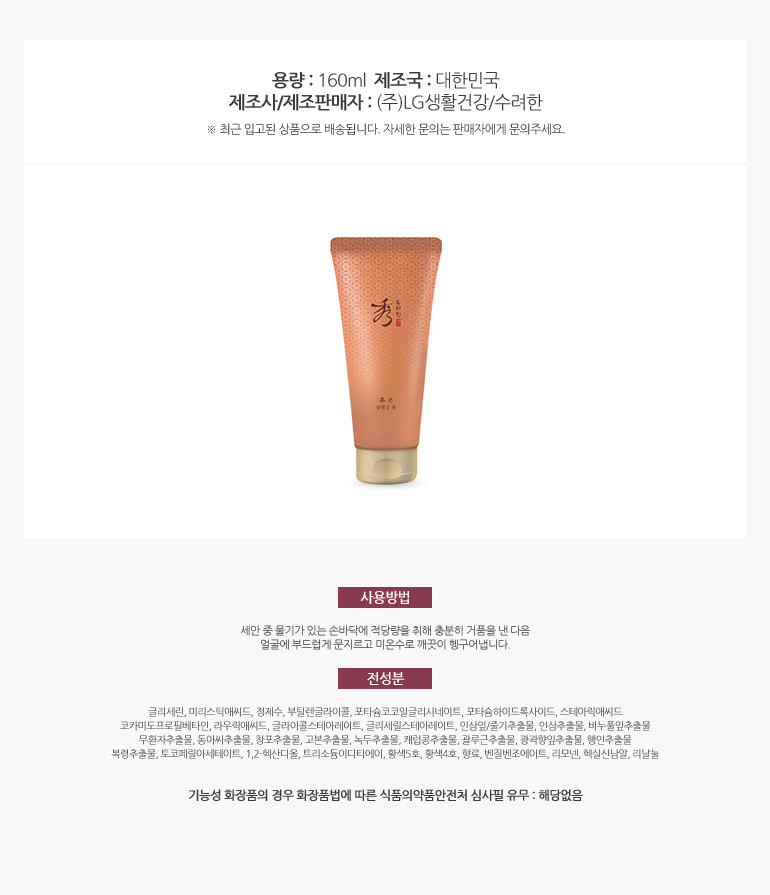 용량 : 160ml 제조국 : 대한민국
제조사/제조판매자 : (주)LG생활건강/수려한
※ 최근 입고된 상품으로 배송됩니다. 자세한 문의는 판매자에게 문의주세요.
秀
수려한
본
클렌징 폼
사용방법
세안 중 물기가 있는 손바닥에 적당량을 취해 충분히 거품을 낸 다음
얼굴에 부드럽게 문지르고 미온수로 깨끗이 헹구어냅니다.
전성분
글리세린, 미리스틱애씨드, 정제수, 부틸렌글라이콜, 포타슘코코일글리시네이트, 포타슘하이드록사이드, 스테아릭애씨드
코카미도프로필베타인, 라우릭애씨드, 글라이콜스테아레이트, 글리세릴스테아레이트, 인삼잎/줄기추출물, 인삼추출물, 비누풀잎추출물
무환자추출물, 동아씨추출물, 창포추출물, 고본추출물, 녹두추출물, 캐럽콩추출물, 괄루근추출물, 광곽향잎추출물, 행인추출물
복령추출물, 토코페릴아세테이트, 1,2-헥산디올, 트리소듐이디티에이, 황색5호, 황색4호, 향료, 벤질벤조에이트, 리모넨, 헥실신남알, 리날눌
기능성 화장품의 경우 화장품법에 따른 식품의약품안전처 심사필 유무 : 해당없음